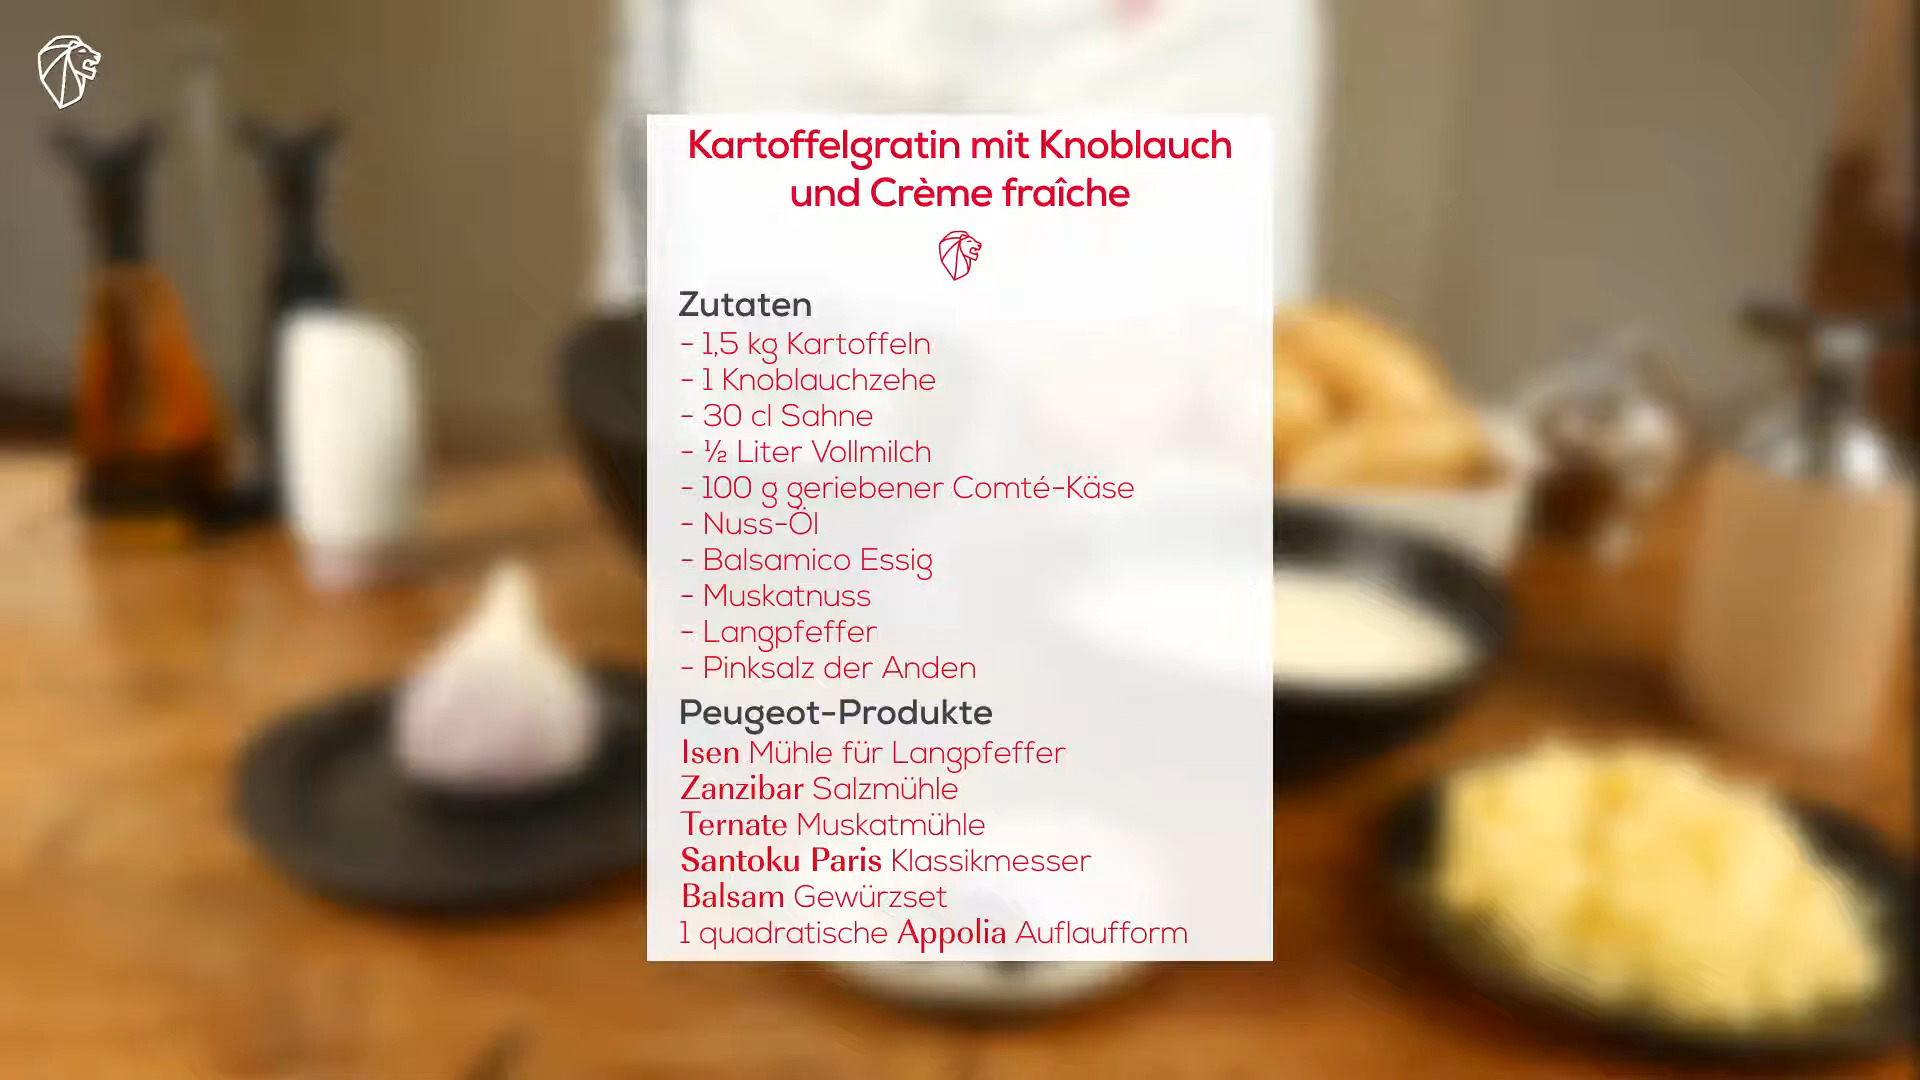 Kartoffelgratin mit Knoblauch
und Crème fraîche
Zutaten
- 1,5 kg Kartoffeln
- 1 Knoblauchzehe
- 30 cl Sahne
- ½ Liter Vollmilch
- 100 g geriebener Comté-Käse
- Nuss-Öl
- Balsamico Essig
- Muskatnuss
- Langpfeffer
- Pinksalz der Anden
Peugeot-Produkte
Isen Mühle für Langpfeffer
Zanzibar Salzmühle
Ternate Muskatmühle
Santoku Paris Klassikmesser
Balsam Gewürzset
1 quadratische Appolia Auflaufform